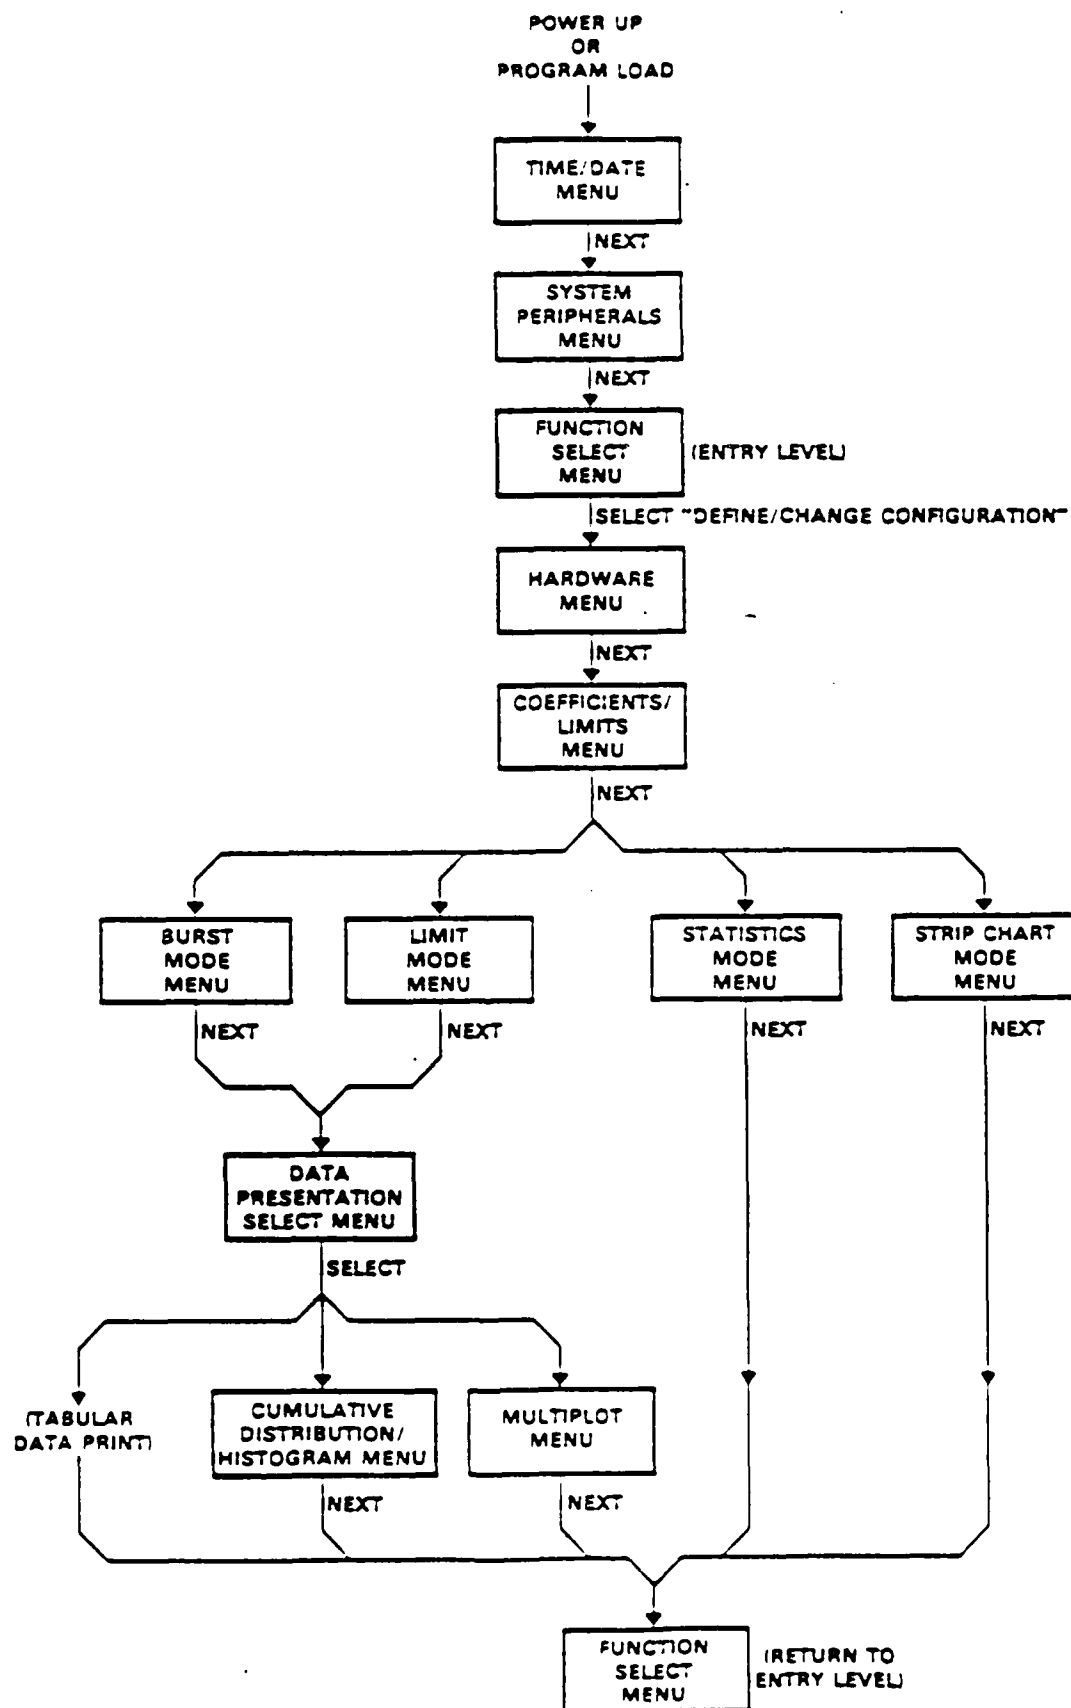 POWER UP
OR
PROGRAM LOAD
TIME/DATE
MENU
NEXT
SYSTEM
PERIPHERALS
MENU
NEXT
FUNCTION
SELECT
MENU
(ENTRY LEVEL)
SELECT "DEFINE/CHANGE CONFIGURATION"
HARDWARE
MENU
NEXT
COEFFICIENTS/
LIMITS
MENU
NEXT
BURST
MODE
MENU
LIMIT
MODE
MENU
STATISTICS
MODE
MENU
STRIP CHART
MODE
MENU
NEXT
NEXT
NEXT
NEXT
DATA
PRESENTATION
SELECT MENU
SELECT
(TABULAR
DATA PRINT)
CUMULATIVE
DISTRIBUTION/
HISTOGRAM MENU
MULTIPLOT
MENU
NEXT
NEXT
FUNCTION
SELECT
MENU
(RETURN TO
ENTRY LEVEL)